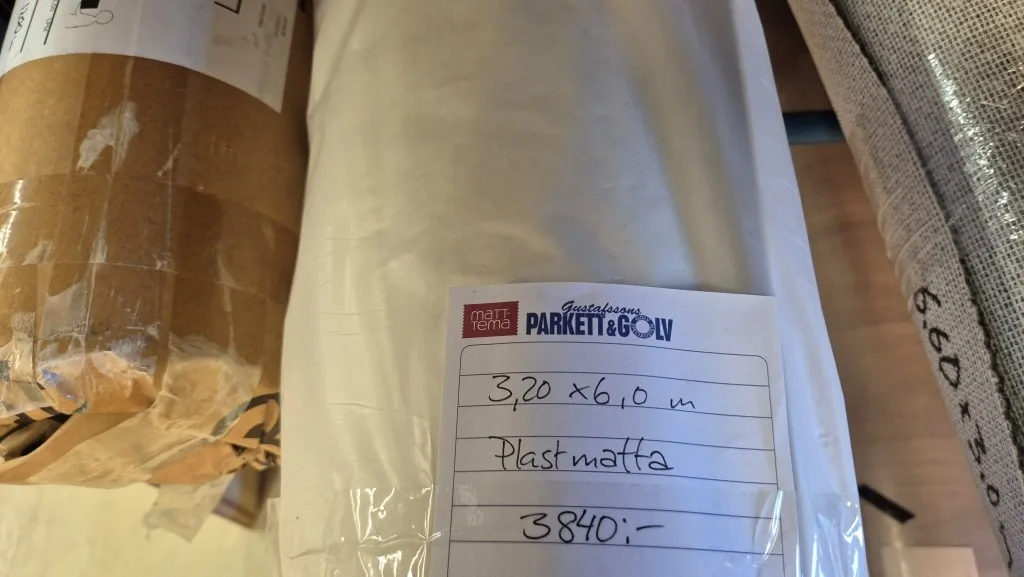 MATT-
TEMA
Gustafssons
PARKETT&GOLV
3,20 x 6,0 m
Plastmatta
3840:-